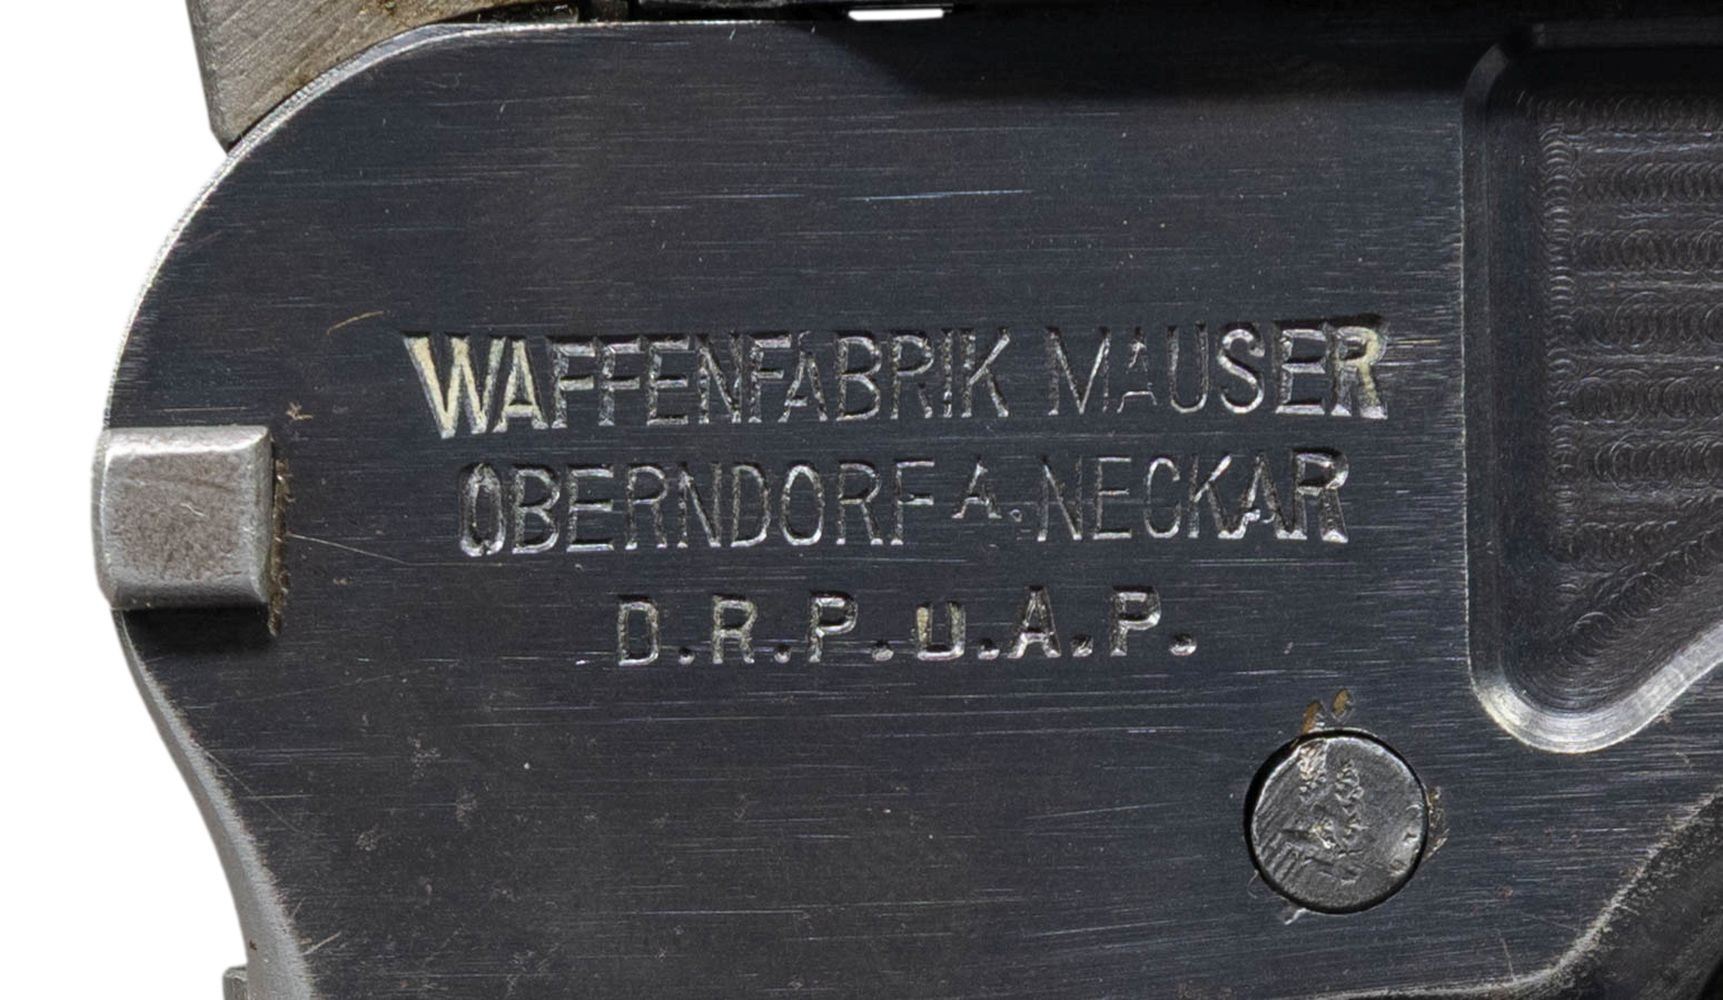 WAFFENFABRIK MAUSER
OBERNDORF A. NECKAR
D.R.P.u.A.P.